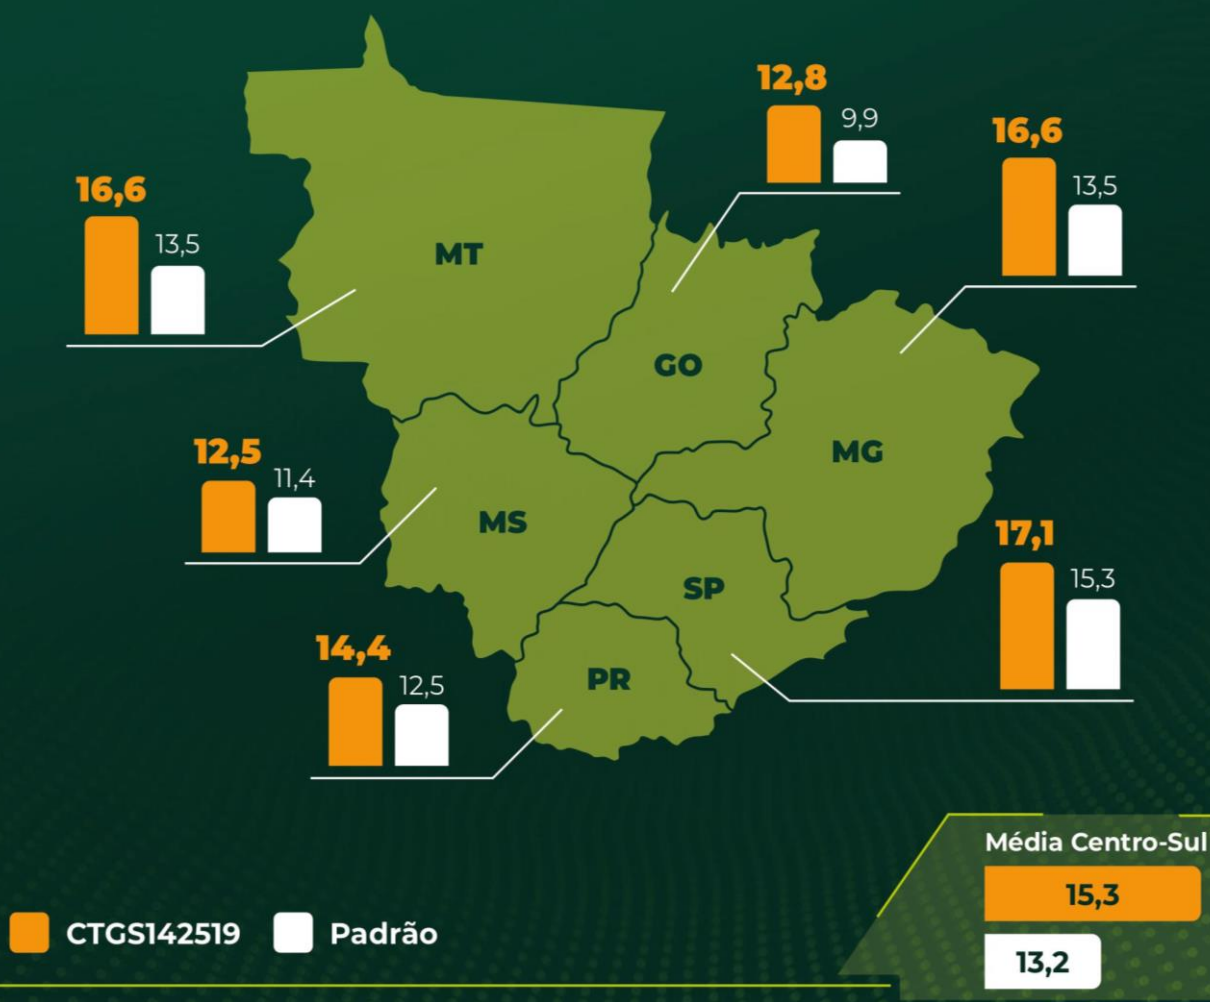 12,8
9,9
16,6
13,5
16,6
13,5
MT
GO
MG
12,5
11,4
MS
17,1
15,3
SP
14,4
12,5
PR
Média Centro-Sul
15,3
13,2
CTGS142519
Padrão